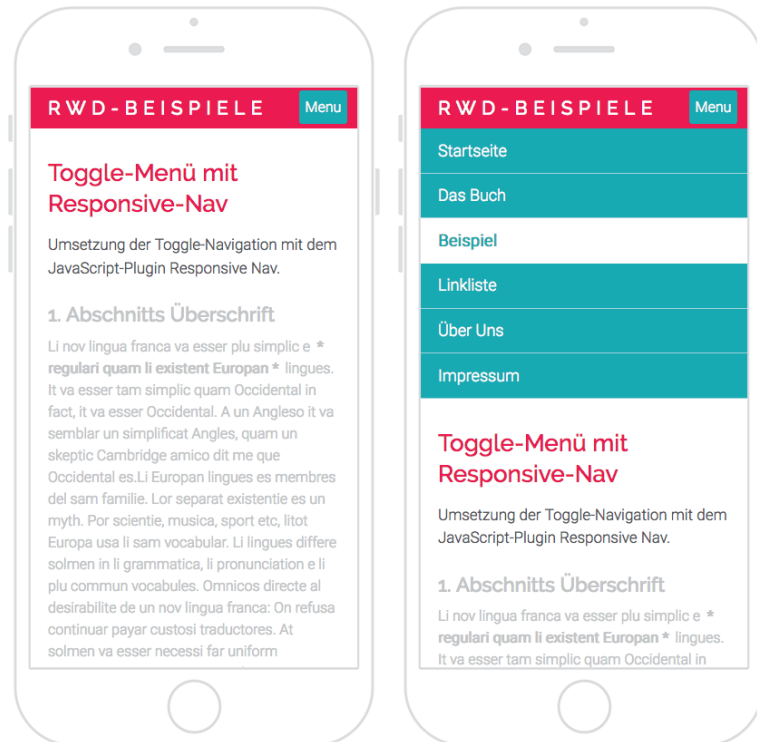 RWD-BEISPIELE
Menu
Toggle-Menü mit
Responsive-Nav
Umsetzung der Toggle-Navigation mit dem
JavaScript-Plugin Responsive Nav.
1. Abschnitts Überschrift
Li nov lingua franca va esser plu simplic e *
regulari quam li existent Europan * lingues.
It va esser tam simplic quam Occidental in
fact, it va esser Occidental. A un Angleso it va
semblar un simplificat Angles, quam un
skeptic Cambridge amico dit me que
Occidental es.Li Europan lingues es membres
del sam familie. Lor separat existentie es un
myth. Por scientie, musica, sport etc, litot
Europa usa li sam vocabular. Li lingues differe
solmen in li grammatica, li pronunciation e li
plu commun vocabules. Omnicos directe al
desirabilite de un nov lingua franca: On refusa
continuar payar custosi traductores. At
solmen va esser necessi far uniform
RWD-BEISPIELE
Menu
Startseite
Das Buch
Beispiel
Linkliste
Über Uns
Impressum
Toggle-Menü mit
Responsive-Nav
Umsetzung der Toggle-Navigation mit dem
JavaScript-Plugin Responsive Nav.
1. Abschnitts Überschrift
Li nov lingua franca va esser plu simplic e *
regulari quam li existent Europan * lingues.
It va esser tam simplic quam Occidental in